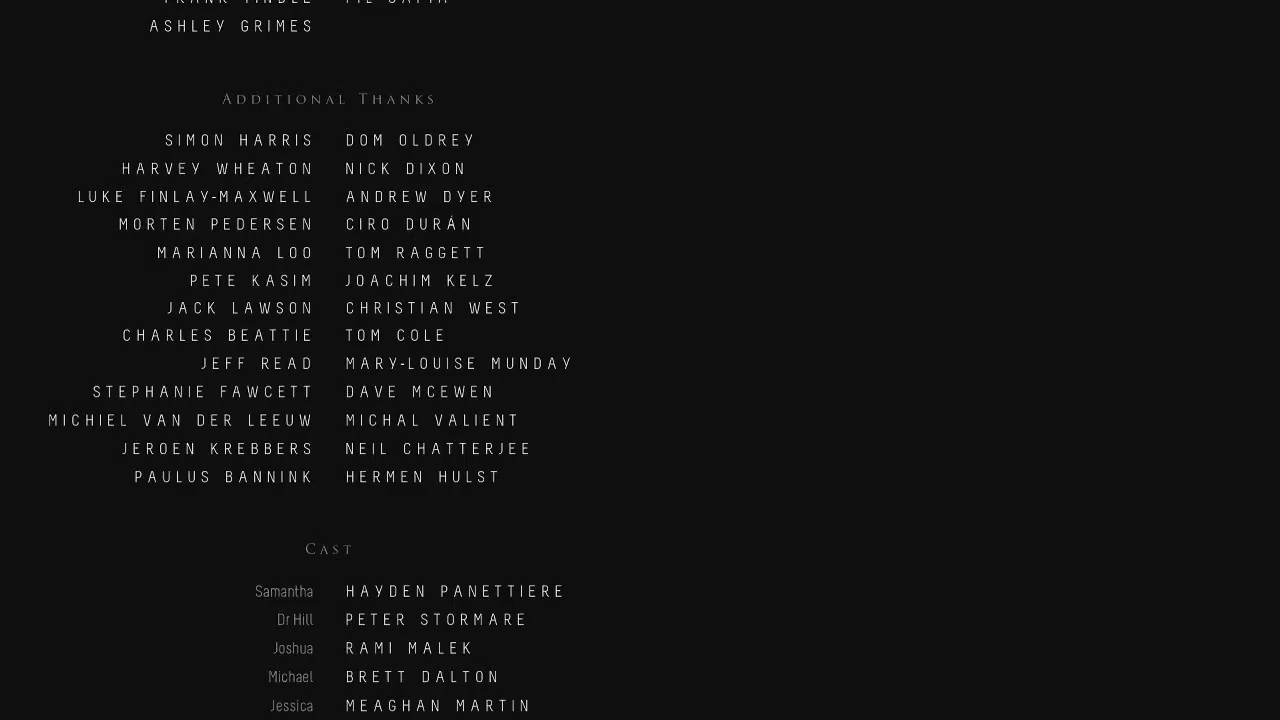 ASHLEY GRIMES
Additional Thanks
SIMON HARRIS DOM OLDREY
HARVEY WHEATON NICK DIXON
LUKE FINLAY-MAXWELL ANDREW DYER
MORTEN PEDERSEN CIRO DURÁN
MARIANNA LOO TOM RAGGETT
PETE KASIM JOACHIM KELZ
JACK LAWSON CHRISTIAN WEST
CHARLES BEATTIE TOM COLE
JEFF READ MARY-LOUISE MUNDAY
STEPHANIE FAWCETT DAVE MCEWEN
MICHIEL VAN DER LEEUW MICHAL VALIENT
JEROEN KREBBERS NEIL CHATTERJEE
PAULUS BANNINK HERMEN HULST
Cast
Samantha HAYDEN PANETTIERE
Dr Hill PETER STORMARE
Joshua RAMI MALEK
Michael BRETT DALTON
Jessica MEAGHAN MARTIN